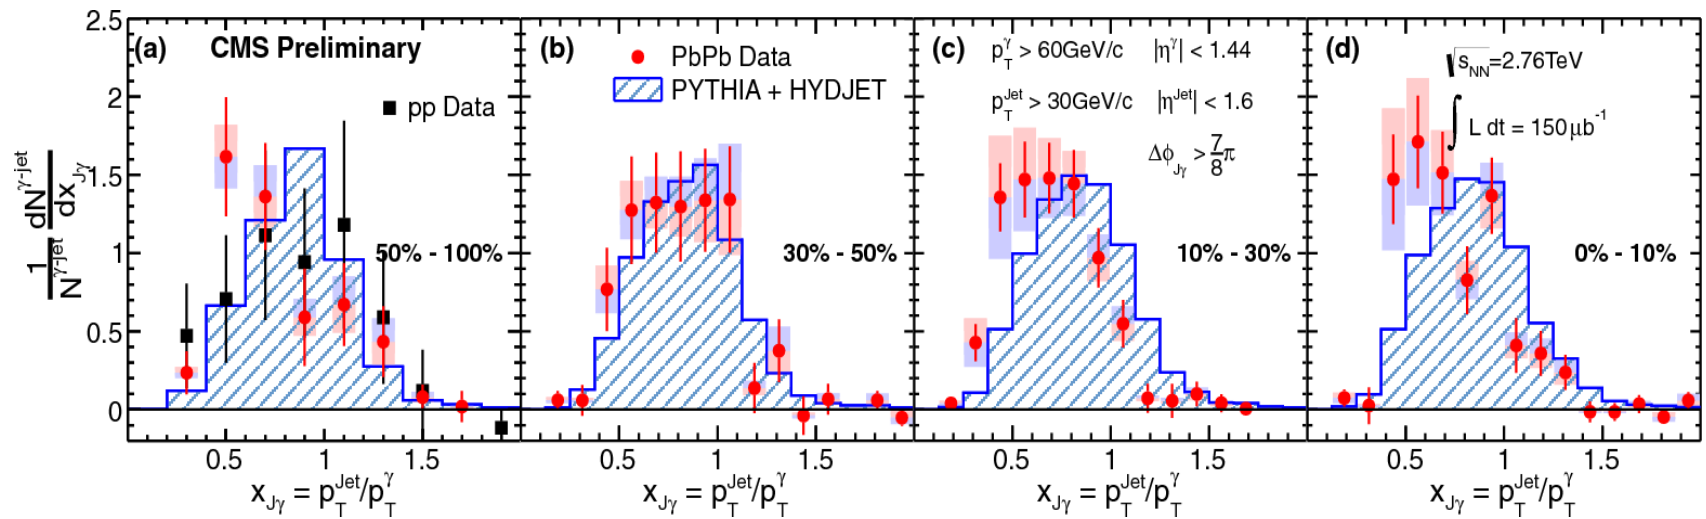 2.5
2
1.5
1
0.5
0
1/N^γ-jet dN^γ-jet/dx_Jγ
(a) CMS Preliminary
pp Data
50% - 100%
0.5 1 1.5
x_Jγ = p_T^Jet/p_T^γ
(b)
PbPb Data
PYTHIA + HYDJET
30% - 50%
0.5 1 1.5
x_Jγ = p_T^Jet/p_T^γ
(c) p_T^γ > 60GeV/c |η^γ| < 1.44
p_T^Jet > 30GeV/c |η^Jet| < 1.6
Δϕ_Jγ > 7/8 π
10% - 30%
0.5 1 1.5
x_Jγ = p_T^Jet/p_T^γ
(d) √s_NN=2.76TeV
∫ L dt = 150 μb^-1
0% - 10%
0.5 1 1.5
x_Jγ = p_T^Jet/p_T^γ